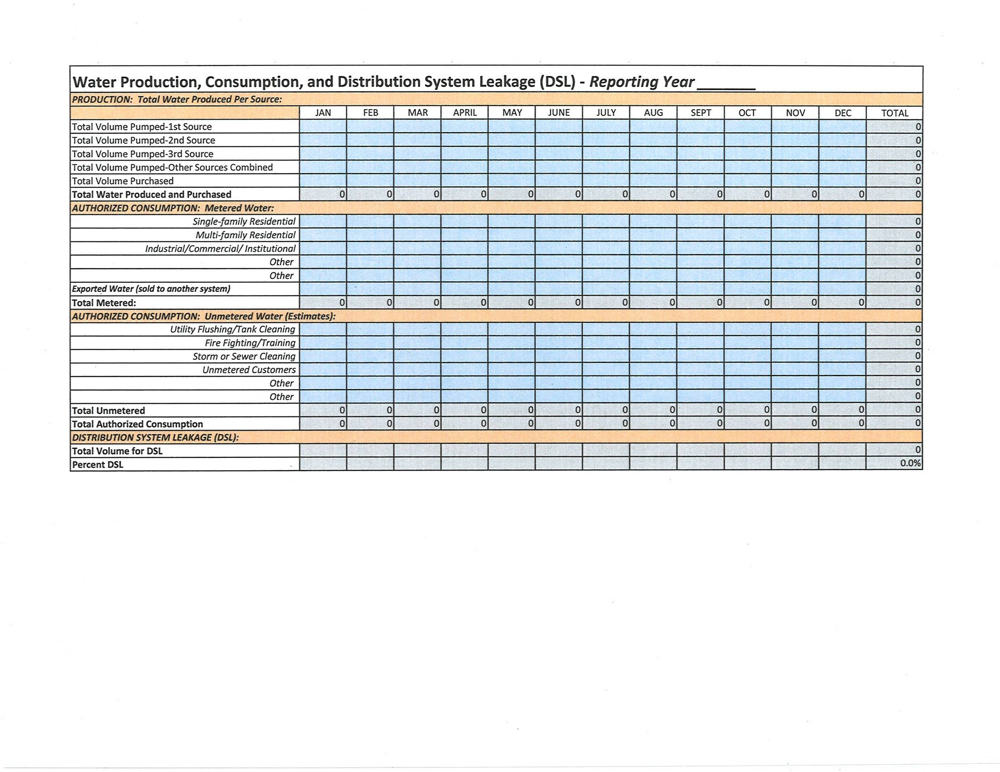 Water Production, Consumption, and Distribution System Leakage (DSL) - Reporting Year_______
PRODUCTION: Total Water Produced Per Source:
JAN FEB MAR APRIL MAY JUNE JULY AUG SEPT OCT NOV DEC TOTAL
Total Volume Pumped-1st Source 0
Total Volume Pumped-2nd Source 0
Total Volume Pumped-3rd Source 0
Total Volume Pumped-Other Sources Combined 0
Total Volume Purchased 0
Total Water Produced and Purchased 0 0 0 0 0 0 0 0 0 0 0 0 0
AUTHORIZED CONSUMPTION: Metered Water:
Single-family Residential 0
Multi-family Residential 0
Industrial/Commercial/ Institutional 0
Other 0
Other 0
Exported Water (sold to another system) 0
Total Metered: 0 0 0 0 0 0 0 0 0 0 0 0 0
AUTHORIZED CONSUMPTION: Unmetered Water (Estimates):
Utility Flushing/Tank Cleaning 0
Fire Fighting/Training 0
Storm or Sewer Cleaning 0
Unmetered Customers 0
Other 0
Other 0
Total Unmetered 0 0 0 0 0 0 0 0 0 0 0 0 0
Total Authorized Consumption 0 0 0 0 0 0 0 0 0 0 0 0 0
DISTRIBUTION SYSTEM LEAKAGE (DSL):
Total Volume for DSL 0
Percent DSL 0.0%